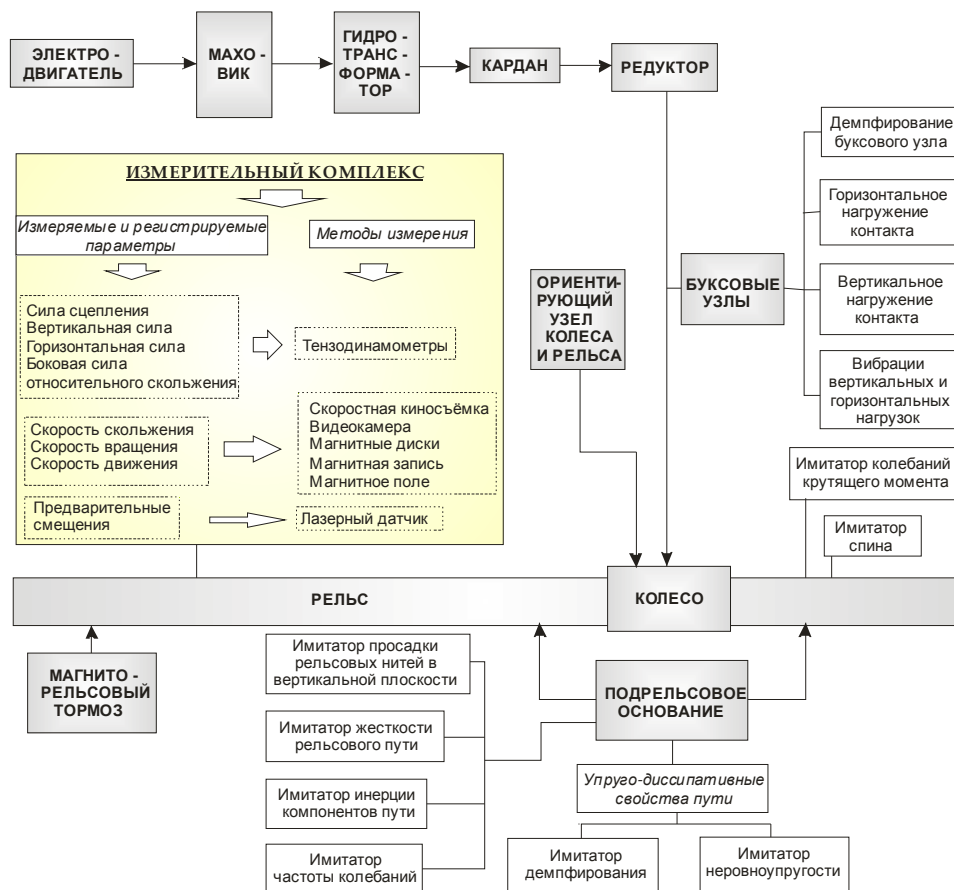 ЭЛЕКТРО -
ДВИГАТЕЛЬ
МАХО -
ВИК
ГИДРО -
ТРАНС -
ФОРМА -
ТОР
КАРДАН
РЕДУКТОР
Демпфирование
буксового узла
Горизонтальное
нагружение
контакта
Вертикальное
нагружение
контакта
Вибрации
вертикальных и
горизонтальных
нагрузок
БУКСОВЫЕ
УЗЛЫ
ОРИЕНТИ-
РУЮЩИЙ
УЗЕЛ
КОЛЕСА
И РЕЛЬСА
ИЗМЕРИТЕЛЬНЫЙ КОМПЛЕКС
Измеряемые и регистрируемые
параметры
Методы измерения
Сила сцепления
Вертикальная сила
Горизонтальная сила
Боковая сила
относительного скольжения
Тензодинамометры
Скорость скольжения
Скорость вращения
Скорость движения
Скоростная киносъёмка
Видеокамера
Магнитные диски
Магнитная запись
Магнитное поле
Предварительные
смещения
Лазерный датчик
Имитатор колебаний
крутящего момента
Имитатор
спина
РЕЛЬС
КОЛЕСО
МАГНИТО -
РЕЛЬСОВЫЙ
ТОРМОЗ
Имитатор просадки
рельсовых нитей в
вертикальной плоскости
Имитатор жесткости
рельсового пути
Имитатор инерции
компонентов пути
Имитатор
частоты колебаний
ПОДРЕЛЬСОВОЕ
ОСНОВАНИЕ
Упруго-диссипативные
свойства пути
Имитатор
демпфирования
Имитатор
неровноупругости